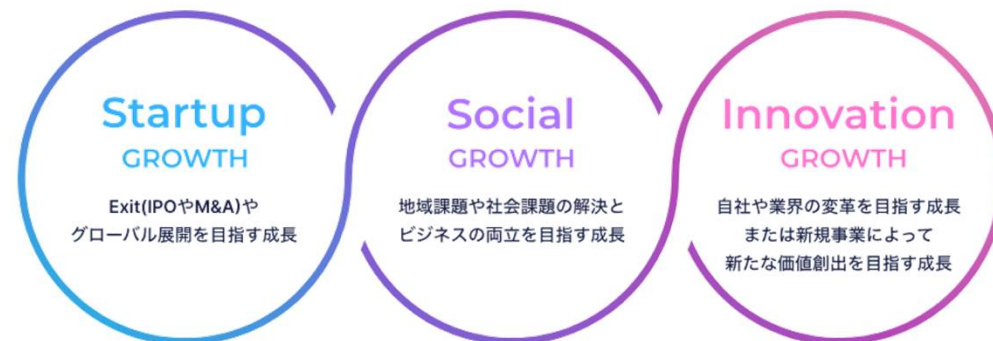 Startup
GROWTH
Exit(IPOやM&A)や
グローバル展開を目指す成長
Social
GROWTH
地域課題や社会課題の解決と
ビジネスの両立を目指す成長
Innovation
GROWTH
自社や業界の変革を目指す成長
または新規事業によって
新たな価値創出を目指す成長